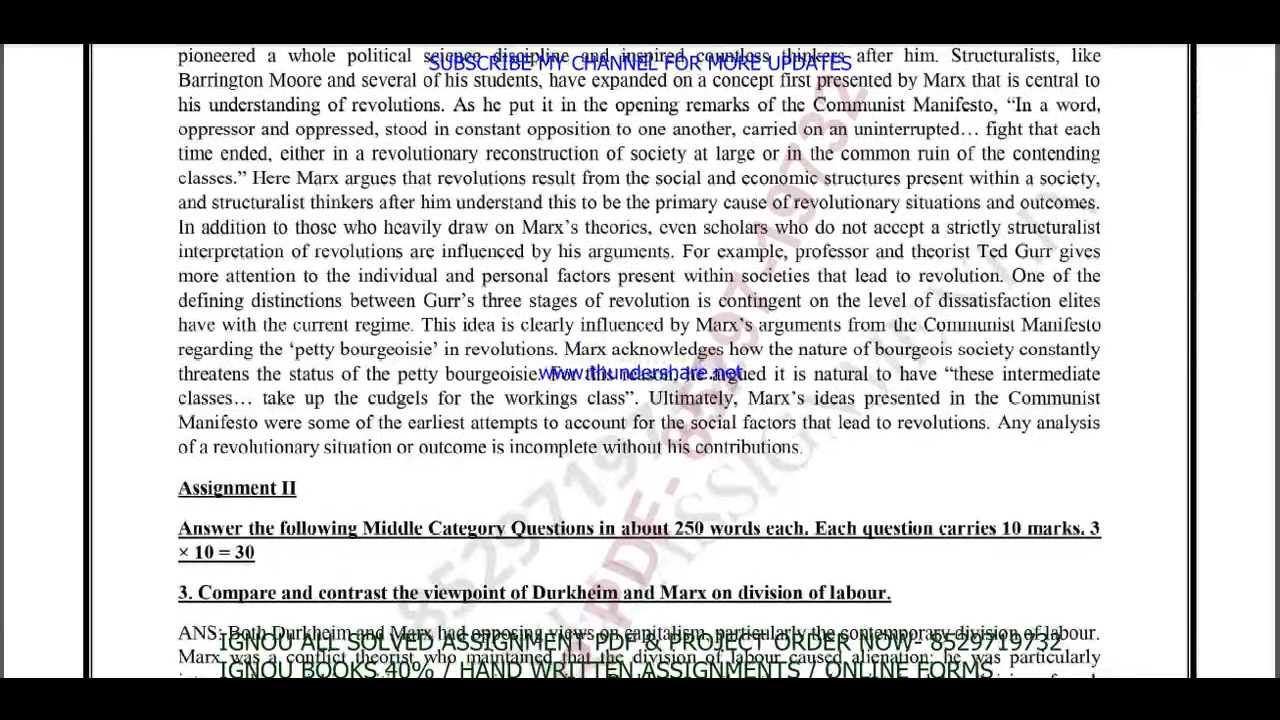 pioneered a whole political science discipline and inspired countless thinkers after him. Structuralists, like
SUBSCRIBE MY CHANNEL FOR MORE UPDATES
Barrington Moore and several of his students, have expanded on a concept first presented by Marx that is central to
his understanding of revolutions. As he put it in the opening remarks of the Communist Manifesto, “In a word,
oppressor and oppressed, stood in constant opposition to one another, carried on an uninterrupted… fight that each
time ended, either in a revolutionary reconstruction of society at large or in the common ruin of the contending
classes.” Here Marx argues that revolutions result from the social and economic structures present within a society,
and structuralist thinkers after him understand this to be the primary cause of revolutionary situations and outcomes.
In addition to those who heavily draw on Marx’s theories, even scholars who do not accept a strictly structuralist
interpretation of revolutions are influenced by his arguments. For example, professor and theorist Ted Gurr gives
more attention to the individual and personal factors present within societies that lead to revolution. One of the
defining distinctions between Gurr’s three stages of revolution is contingent on the level of dissatisfaction elites
have with the current regime. This idea is clearly influenced by Marx’s arguments from the Communist Manifesto
regarding the ‘petty bourgeoisie’ in revolutions. Marx acknowledges how the nature of bourgeois society constantly
threatens the status of the petty bourgeoisie. For this reason, he argued it is natural to have “these intermediate
www.thundershare.net
classes… take up the cudgels for the workings class”. Ultimately, Marx’s ideas presented in the Communist
Manifesto were some of the earliest attempts to account for the social factors that lead to revolutions. Any analysis
of a revolutionary situation or outcome is incomplete without his contributions.
Assignment II
Answer the following Middle Category Questions in about 250 words each. Each question carries 10 marks. 3
× 10 = 30
3. Compare and contrast the viewpoint of Durkheim and Marx on division of labour.
ANS: Both Durkheim and Marx had opposing views on capitalism, particularly the contemporary division of labour.
IGNOU ALL SOLVED ASSIGNMENT PDF & PROJECT ORDER NOW- 8529719732
Marx was a conflict theorist who maintained that the division of labour caused alienation; he was particularly
IGNOU BOOKS 40% / HAND WRITTEN ASSIGNMENTS / ONLINE FORMS
PDF- 8529719732